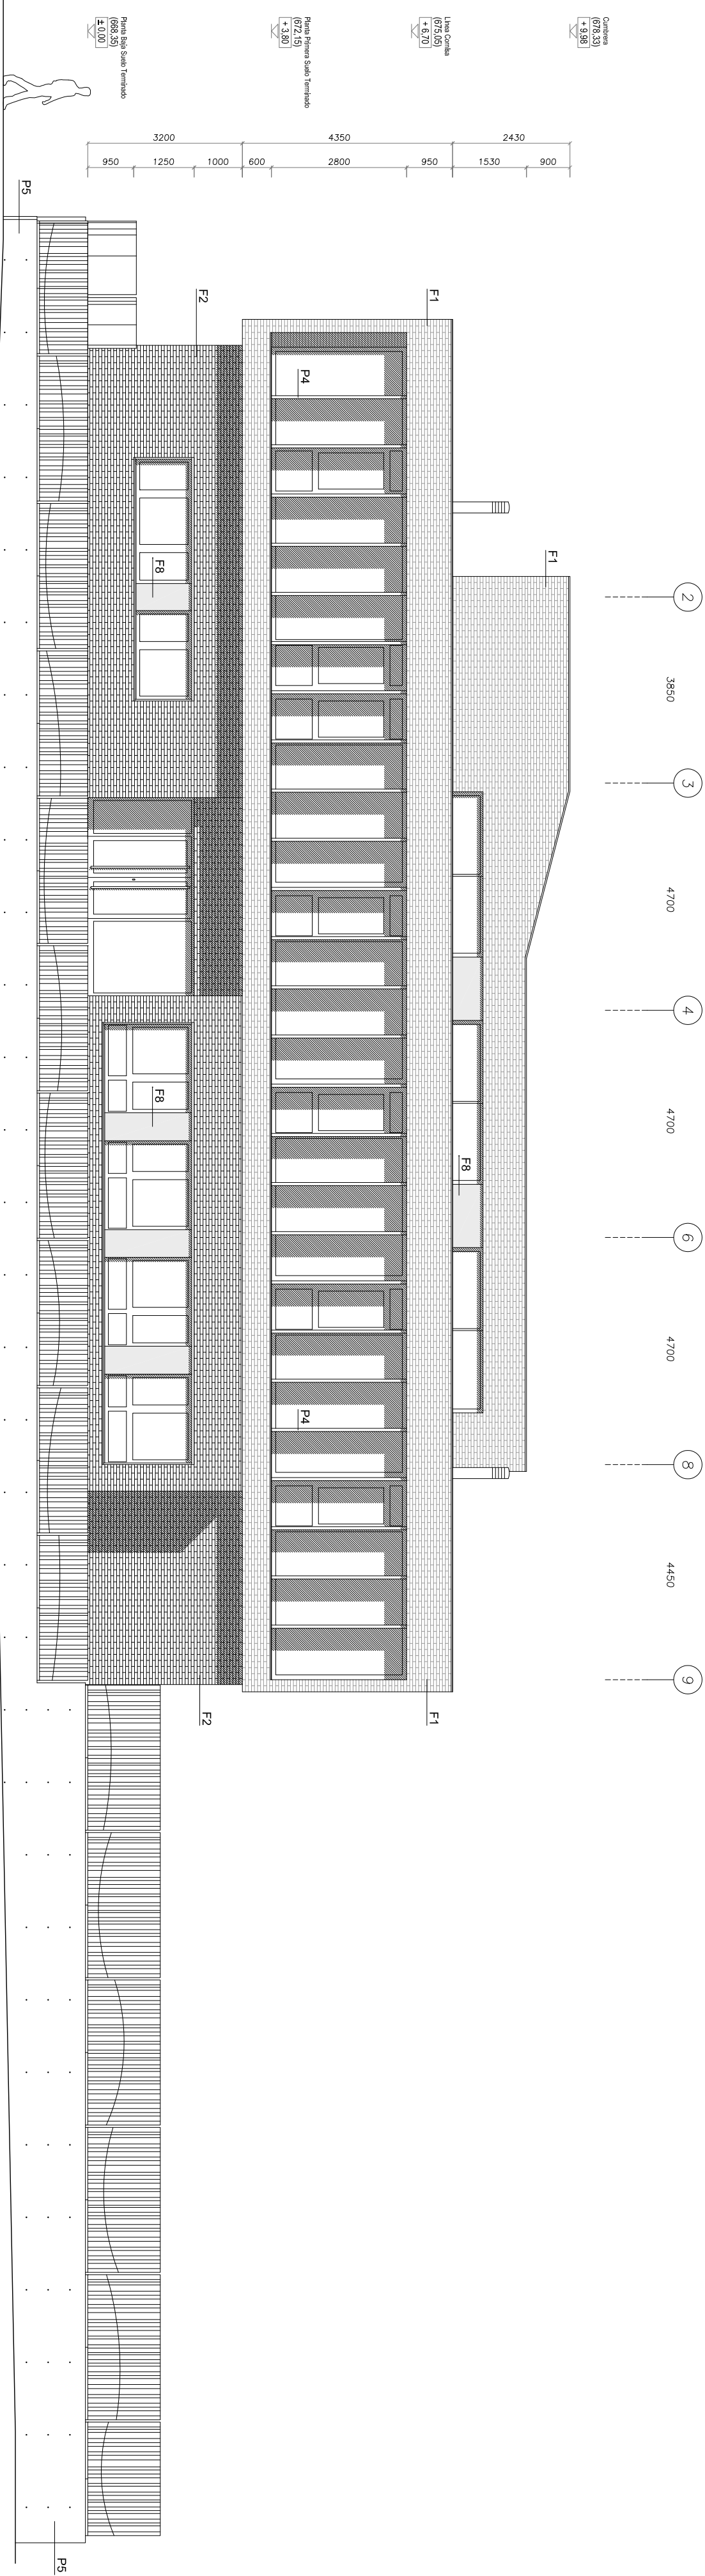 2
3
4
6
8
9
3850
4700
4700
4700
4450
Cumbrera
(678,33)
+ 9,98
Línea Cornisa
(675,05)
+ 6,70
Planta Primera Suelo Terminado
(672,15)
+ 3,80
Planta Baja Suelo Terminado
(668,35)
± 0,00
2430
4350
3200
900
1530
950
2800
600
1000
1250
950
F1
F8
F1
F1
P4
P4
F2
F2
F8
F8
P5
P5